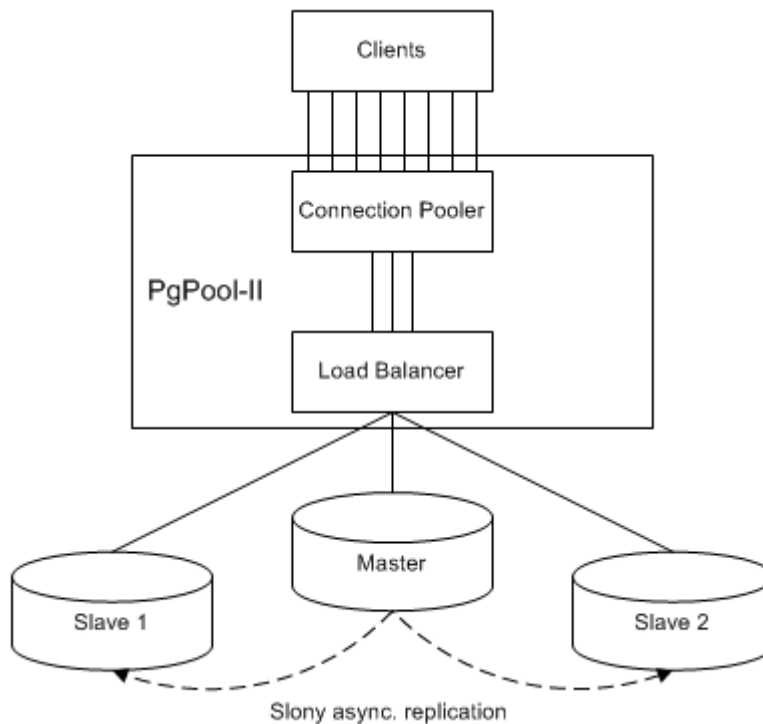 Clients
Connection Pooler
PgPool-II
Load Balancer
Master
Slave 1
Slave 2
Slony async. replication